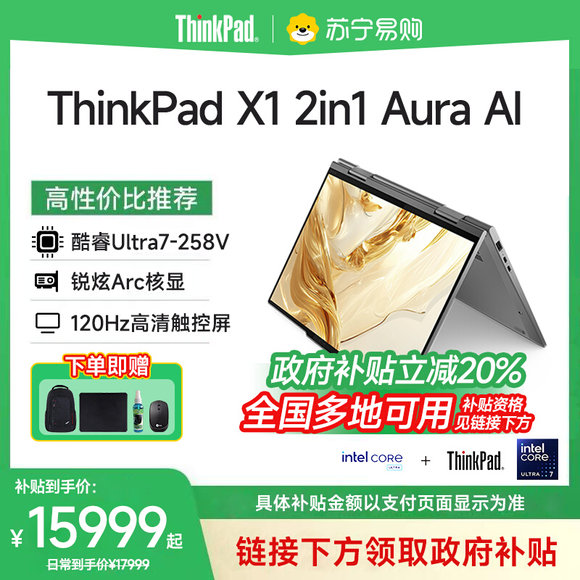 ThinkPad® 苏宁易购
ThinkPad X1 2in1 Aura AI
高性价比推荐
酷睿Ultra7-258V
锐炫Arc核显
120Hz高清触控屏
下单即赠
政府补贴立减20%
全国多地可用 补贴资格
见链接下方
intel core ULTRA + ThinkPad® intel CORE ULTRA 7
补贴到手价:
¥15999起
日常到手价¥17999
具体补贴金额以支付页面显示为准
链接下方领取政府补贴